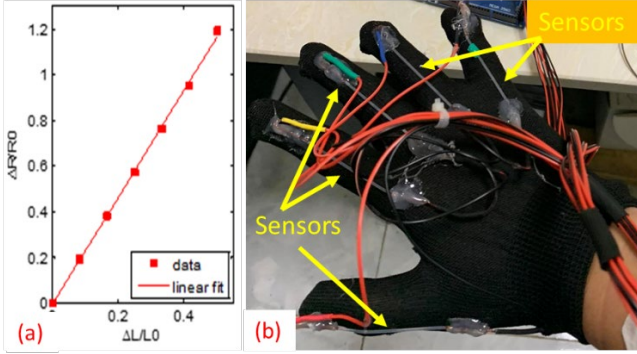 (a)
ΔR/R0
1.2
1
0.8
0.6
0.4
0.2
0
0
0.2
0.4
ΔL/L0
data
linear fit
(b)
Sensors
Sensors